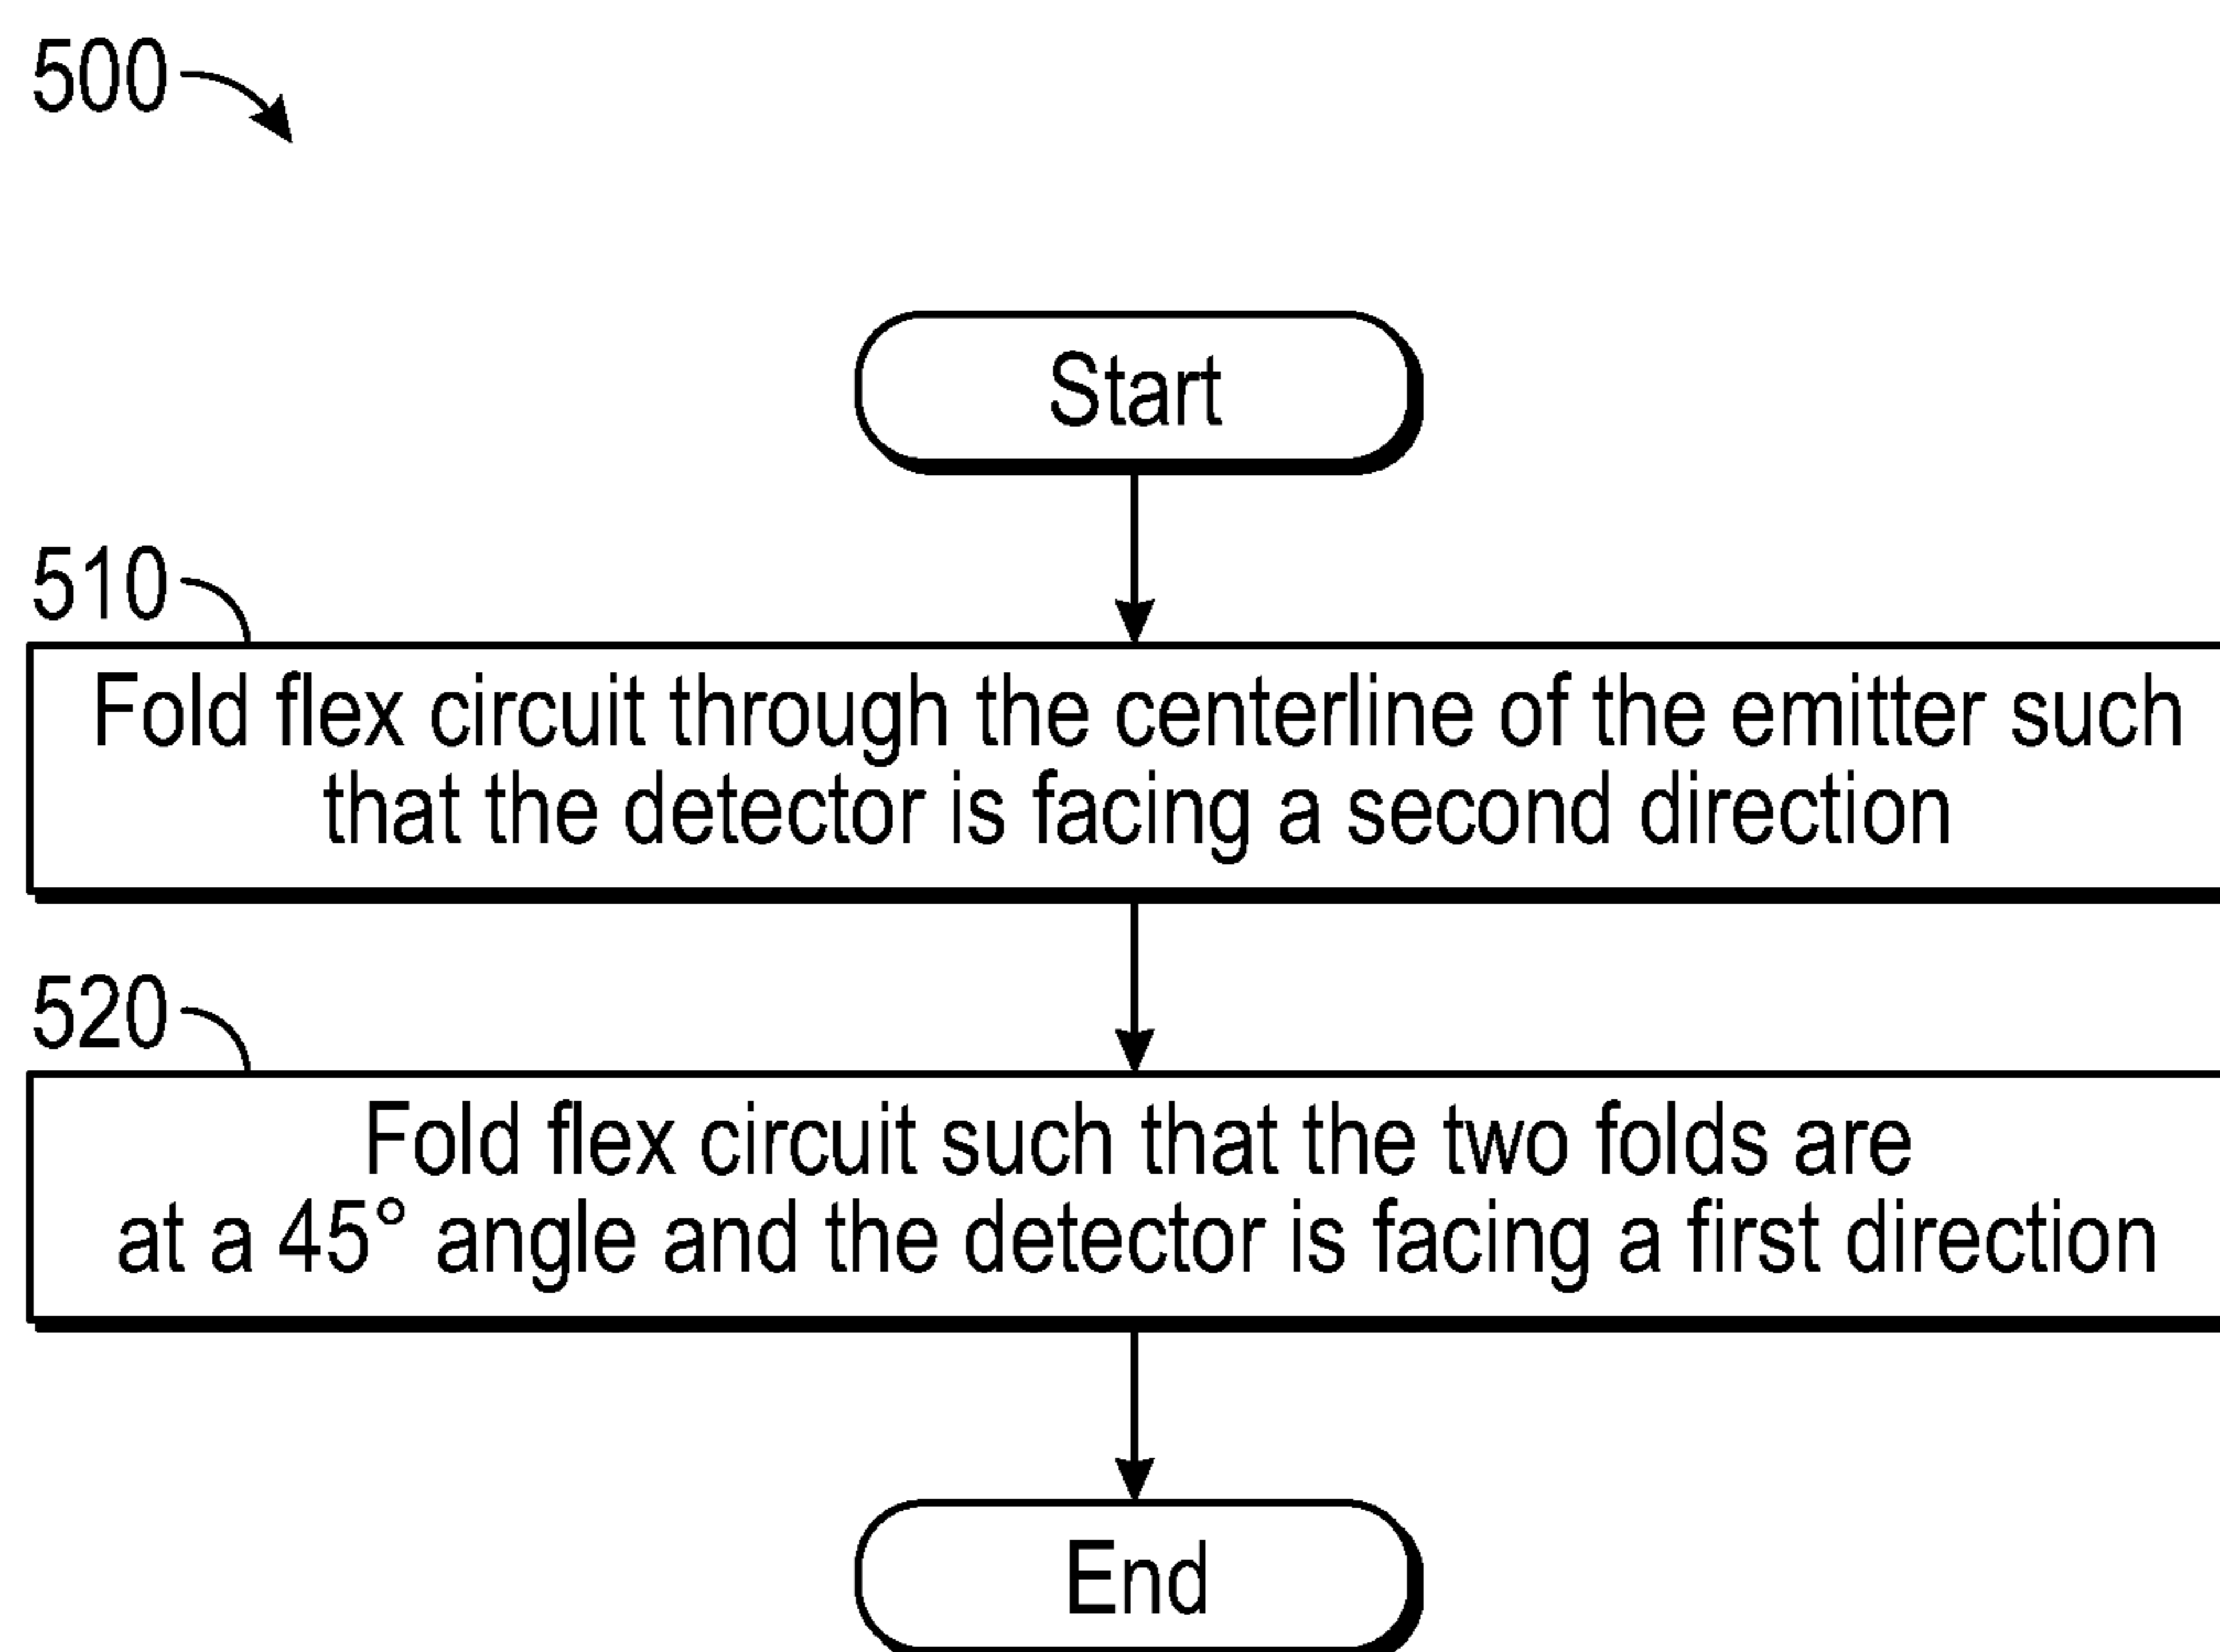 500
Start
510
Fold flex circuit through the centerline of the emitter such
that the detector is facing a second direction
520
Fold flex circuit such that the two folds are
at a 45° angle and the detector is facing a first direction
End